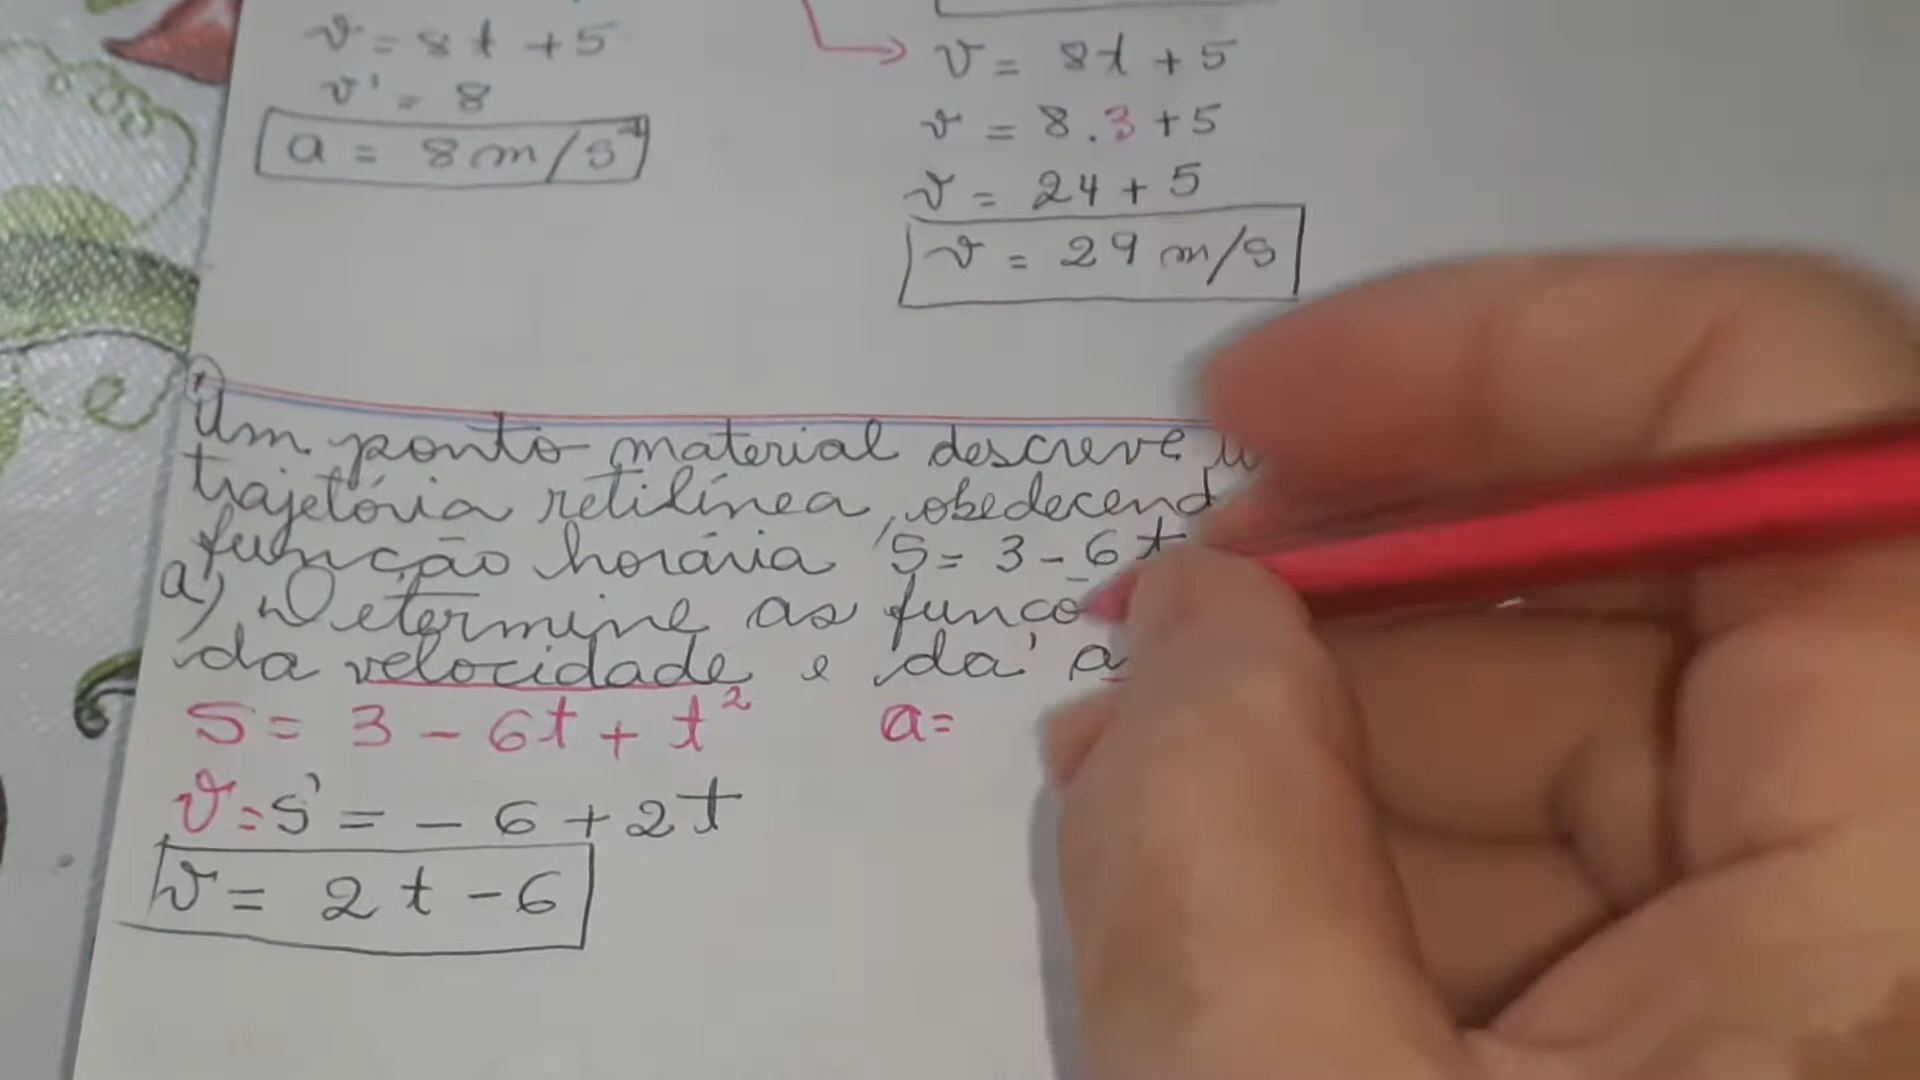 v = 8t + 5
v' = 8
a = 8 m/s²
v = 8t + 5
v = 8.3 + 5
v = 24 + 5
v = 29 m/s
Um ponto material descreve
trajetória retilínea, obedecend
função horária S = 3 - 6t
a) Determine as funçõ
da velocidade e da a
S = 3 - 6t + t²
a =
v = S' = - 6 + 2t
v = 2t - 6